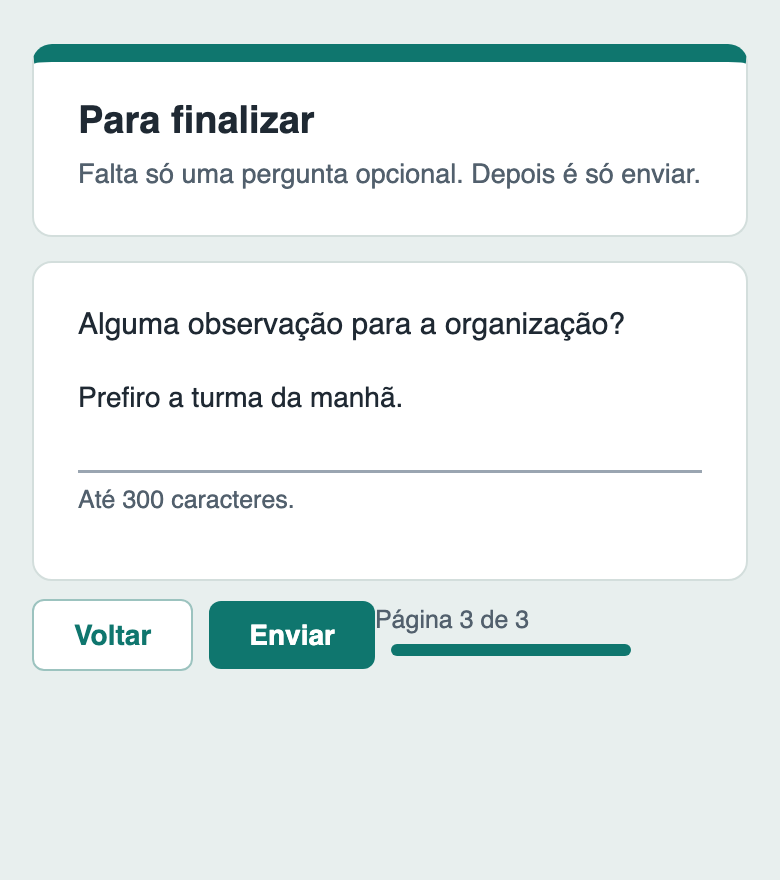 Para finalizar
Falta só uma pergunta opcional. Depois é só enviar.
Alguma observação para a organização?
Prefiro a turma da manhã.
Até 300 caracteres.
Voltar
Enviar
Página 3 de 3